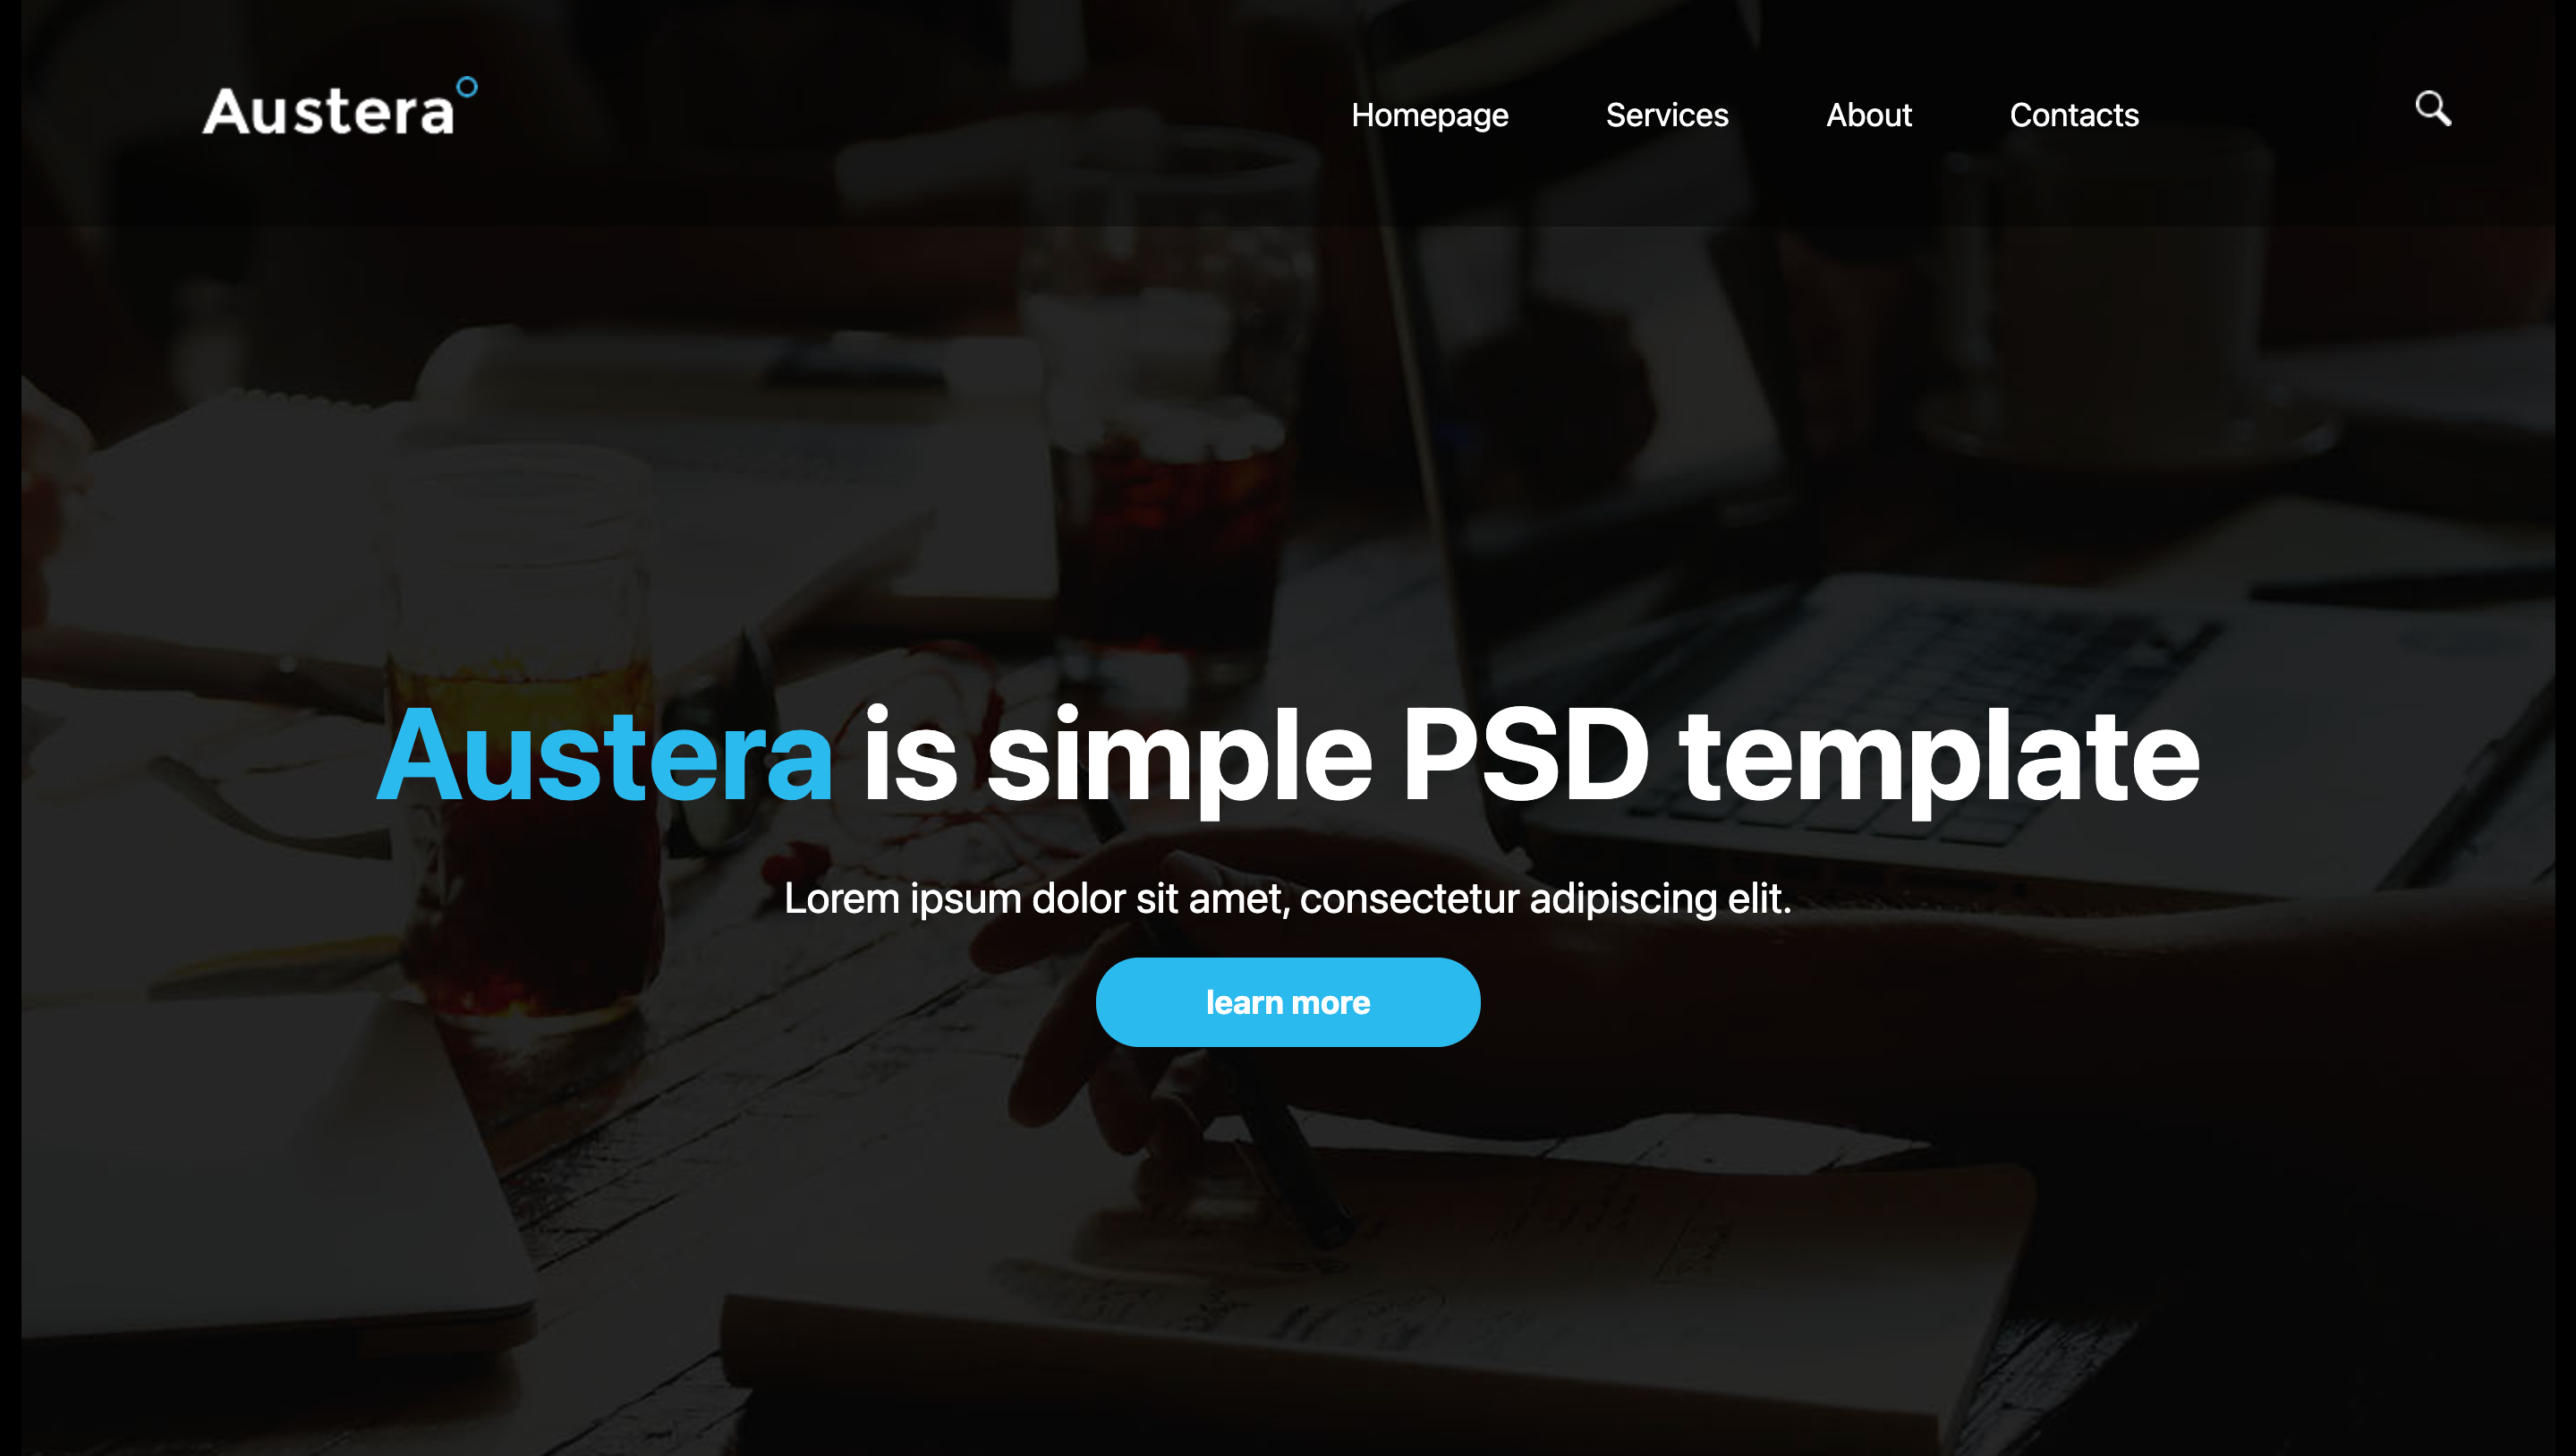 Austera
Homepage
Services
About
Contacts
Austera is simple PSD template
Lorem ipsum dolor sit amet, consectetur adipiscing elit.
learn more